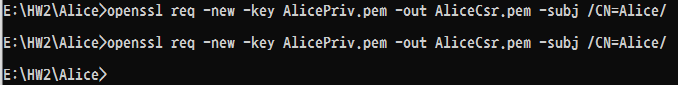 E:\HW2\Alice>openssl req -new -key AlicePriv.pem -out AliceCsr.pem -subj /CN=Alice/
E:\HW2\Alice>openssl req -new -key AlicePriv.pem -out AliceCsr.pem -subj /CN=Alice/
E:\HW2\Alice>